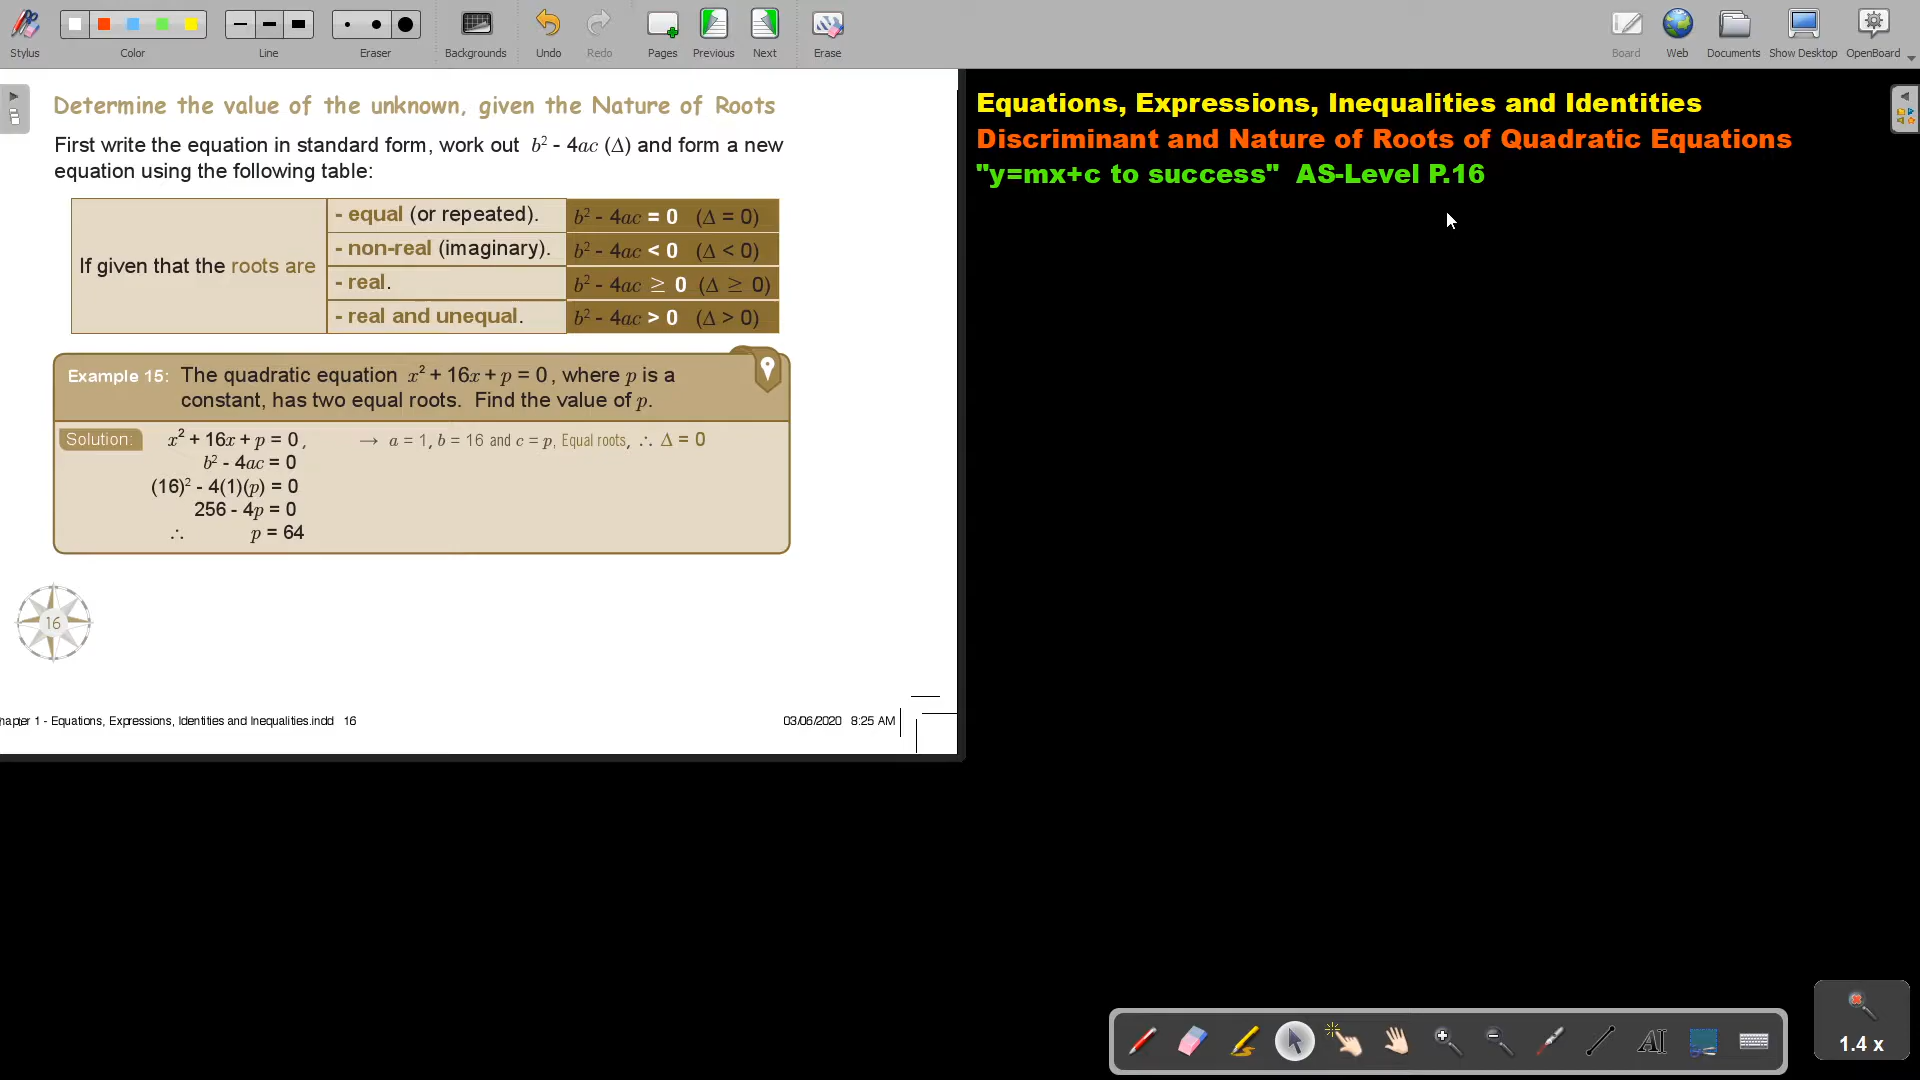 Stylus Color Line Eraser Backgrounds Undo Redo Pages Previous Next Erase Board Web Documents Show Desktop OpenBoard
Determine the value of the unknown, given the Nature of Roots
First write the equation in standard form, work out b² - 4ac (Δ) and form a new
equation using the following table:
If given that the roots are
- equal (or repeated). b² - 4ac = 0 (Δ = 0)
- non-real (imaginary). b² - 4ac < 0 (Δ < 0)
- real. b² - 4ac ≥ 0 (Δ ≥ 0)
- real and unequal. b² - 4ac > 0 (Δ > 0)
Example 15: The quadratic equation x² + 16x + p = 0, where p is a
constant, has two equal roots. Find the value of p.
Solution: x² + 16x + p = 0, → a = 1, b = 16 and c = p, Equal roots, ∴ Δ = 0
b² - 4ac = 0
(16)² - 4(1)(p) = 0
256 - 4p = 0
∴ p = 64
16
hapter 1 - Equations, Expressions, Identities and Inequalities.indd 16 03/06/2020 8:25 AM
Equations, Expressions, Inequalities and Identities
Discriminant and Nature of Roots of Quadratic Equations
"y=mx+c to success" AS-Level P.16
AI
1.4 x